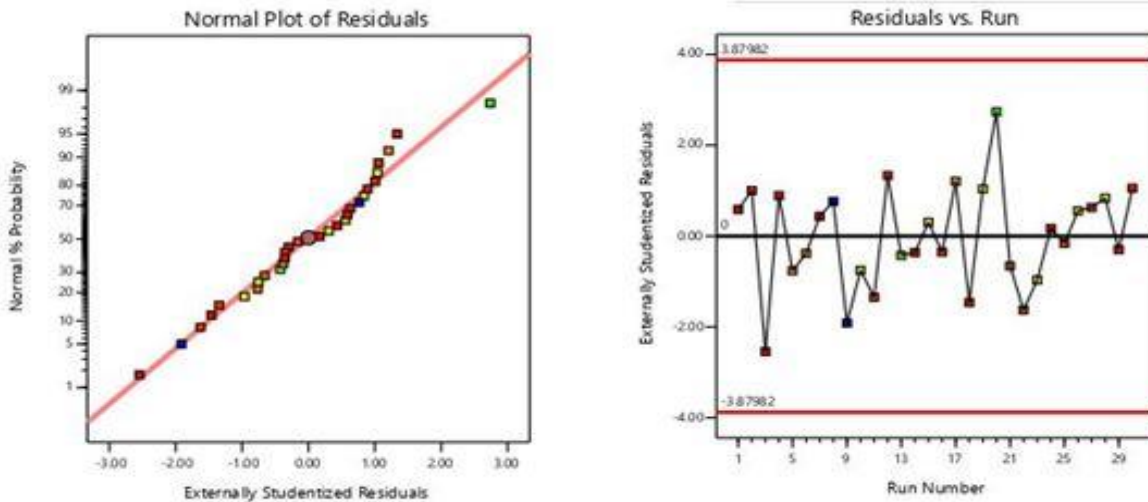 Normal Plot of Residuals
Normal % Probability
99
95
90
80
70
50
30
20
10
5
1
-3.00 -2.00 -1.00 0.00 1.00 2.00 3.00
Externally Studentized Residuals
Residuals vs. Run
Externally Studentized Residuals
4.00
3.87982
2.00
0.00
0
-2.00
-3.87982
-4.00
1 5 9 13 17 21 25 29
Run Number